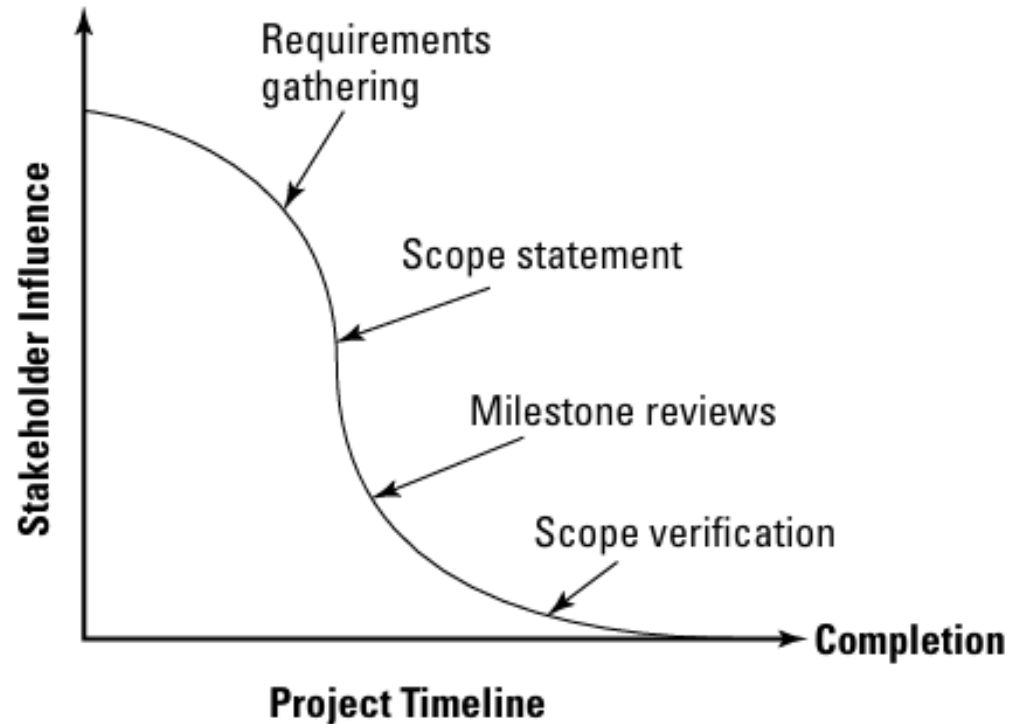 Requirements
gathering
Scope statement
Milestone reviews
Scope verification
Stakeholder Influence
Completion
Project Timeline